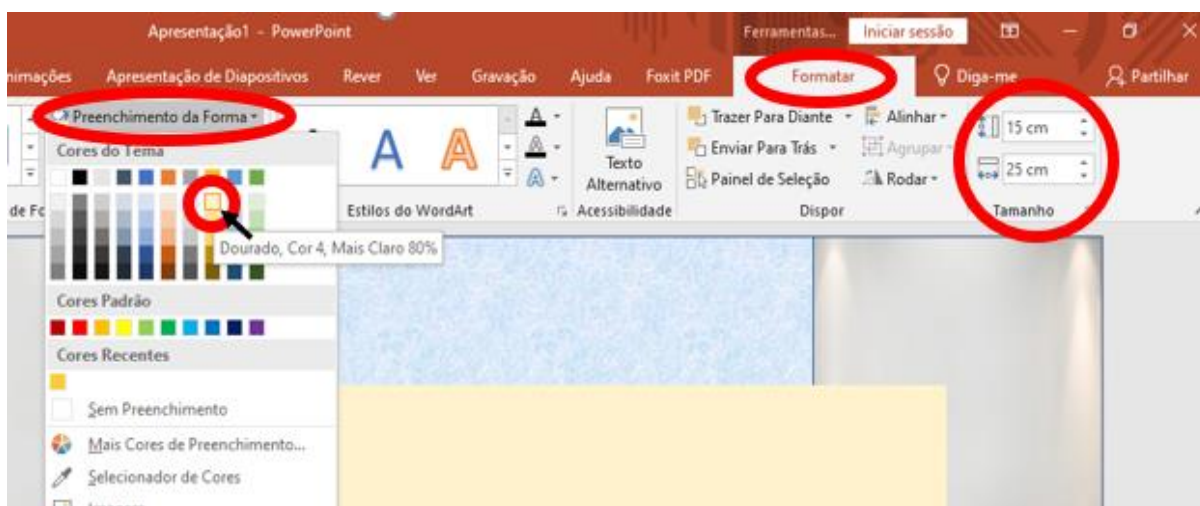 Apresentação1 - PowerPoint
Ferramentas... Iniciar sessão
nimações Apresentação de Diapositivos Rever Ver Gravação Ajuda Foxit PDF Formatar Diga-me Partilhar
Preenchimento da Forma
Cores do Tema
A A A
A
A
Texto
Alternativo
Trazer Para Diante
Enviar Para Trás
Painel de Seleção
Alinhar
Agrupar
Rodar
15 cm
25 cm
de Fo Estilos do WordArt Acessibilidade Dispor Tamanho
Dourado, Cor 4, Mais Claro 80%
Cores Padrão
Cores Recentes
Sem Preenchimento
Mais Cores de Preenchimento...
Selecionador de Cores